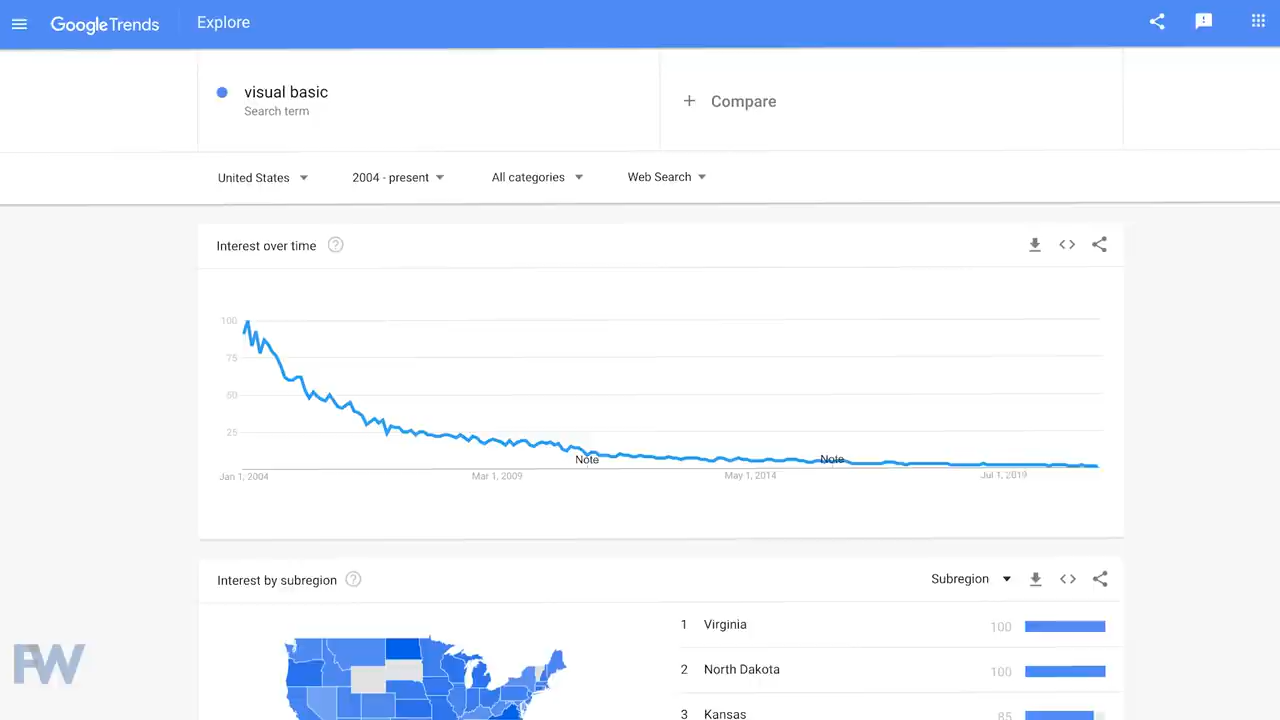 Google Trends Explore
visual basic
Search term
+ Compare
United States 2004 - present All categories Web Search
Interest over time ?
100
75
50
25
Note Note
Jan 1, 2004 Mar 1, 2009 May 1, 2014 Jul 1, 2019
Interest by subregion ? Subregion
1 Virginia 100
2 North Dakota 100
3 Kansas 85
FW